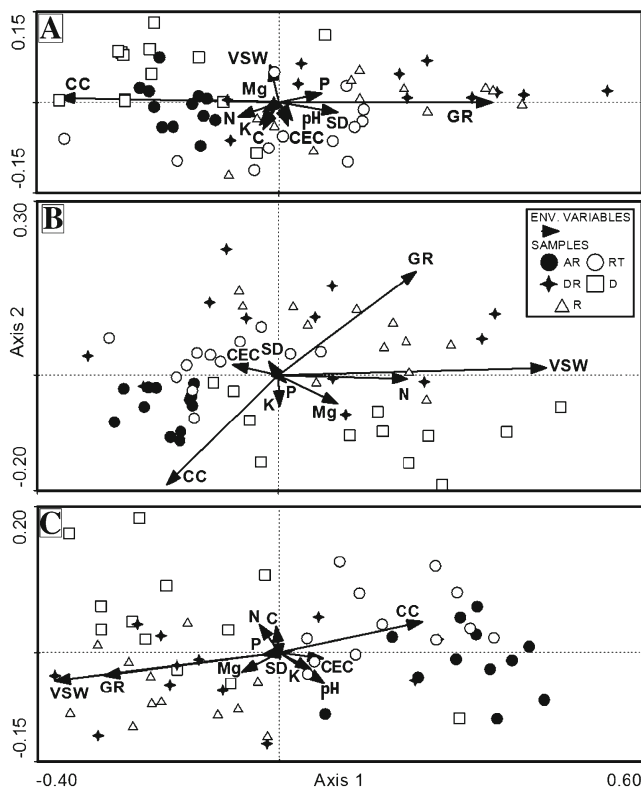 0.15
A
VSW
CC
Mg
P
N
K
C
CEC
pH
SD
GR
-0.15
0.30
B
ENV. VARIABLES
SAMPLES
AR RT
DR D
R
GR
Axis 2
CEC
SD
VSW
P
K
N
Mg
CC
-0.20
0.20
C
N
C
CC
P
Mg
SD
K
CEC
pH
GR
VSW
-0.15
-0.40 Axis 1 0.60